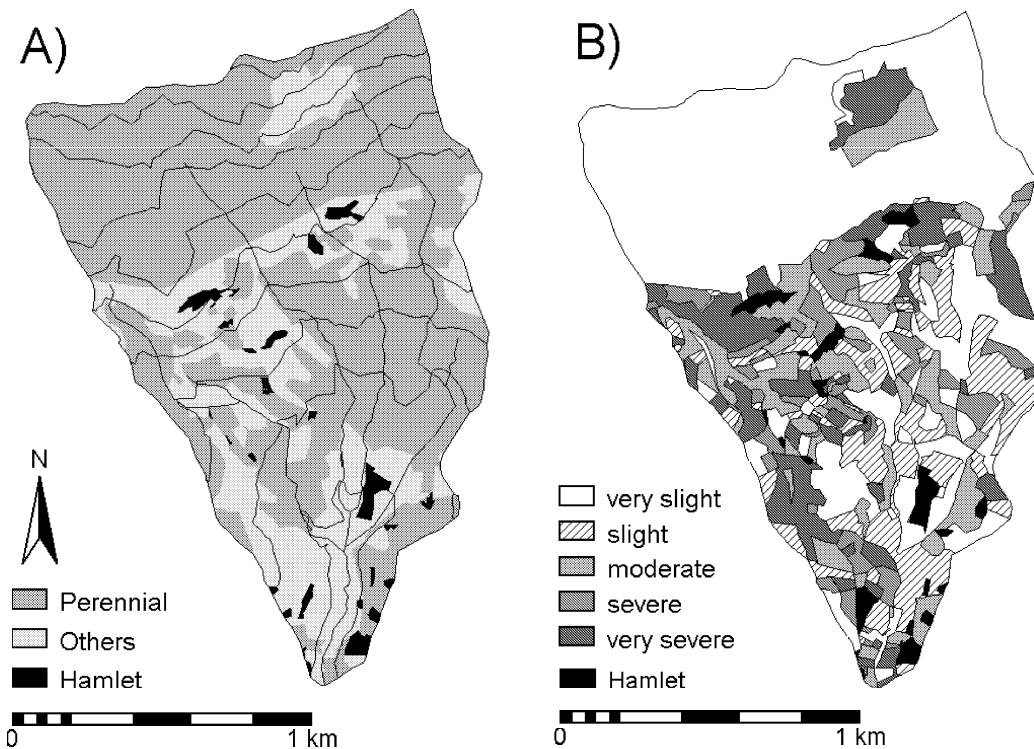 A)
N
Perennial
Others
Hamlet
0 1 km
B)
very slight
slight
moderate
severe
very severe
Hamlet
0 1 km